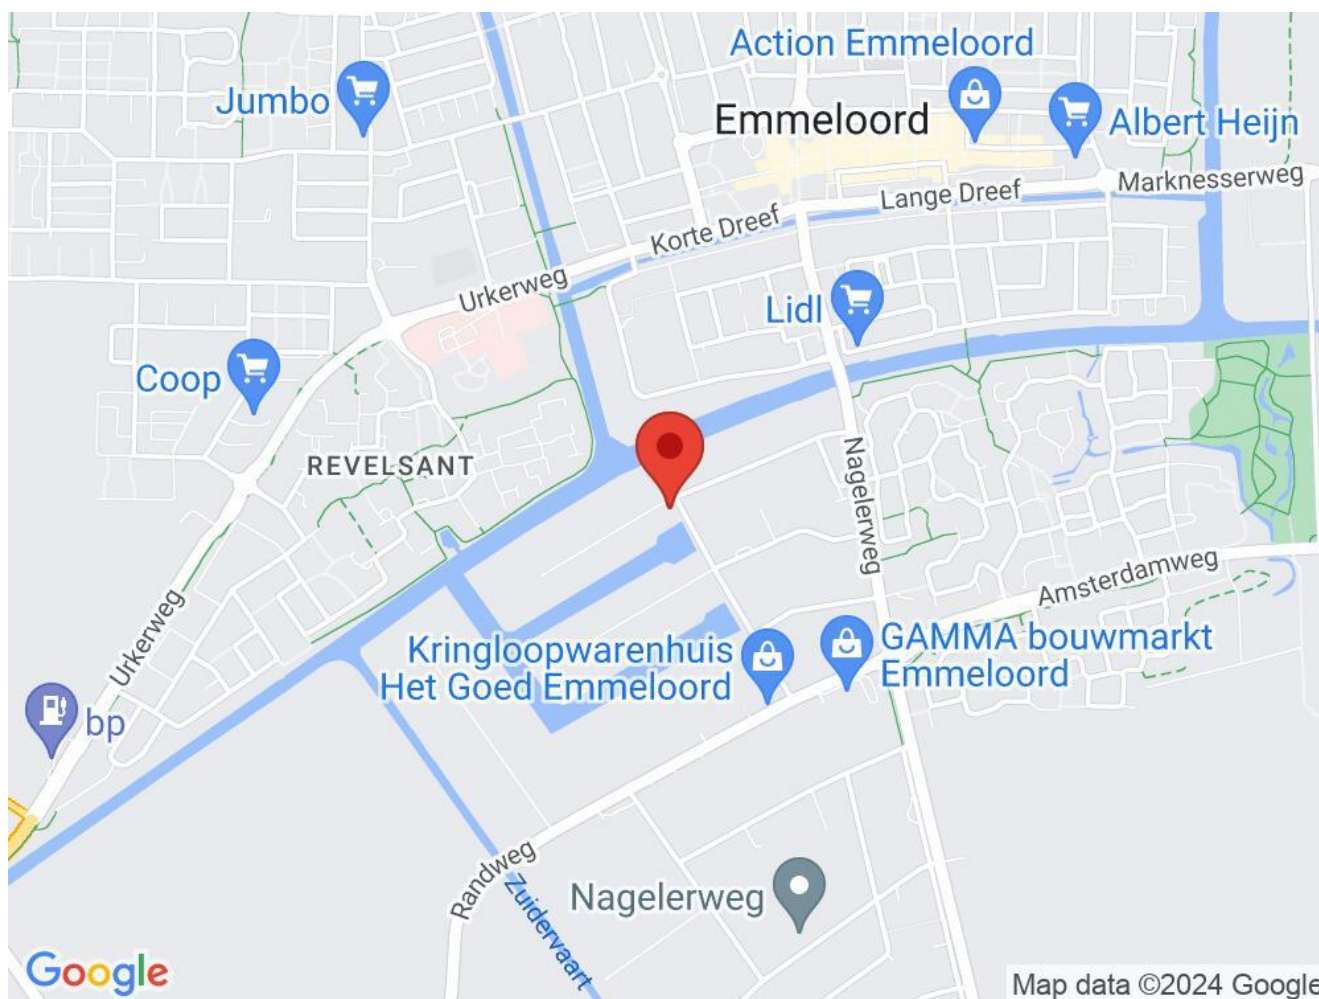 Action Emmeloord
Jumbo
Emmeloord
Albert Heijn
Marknesserweg
Lange Dreef
Korte Dreef
Urkerweg
Lidl
Coop
REVELSANT
Nagelerweg
Amsterdamweg
Urkerweg
Kringloopwarenhuis
Het Goed Emmeloord
GAMMA bouwmarkt
Emmeloord
bp
Randweg
Zuidervaart
Nagelerweg
Google
Map data ©2024 Google